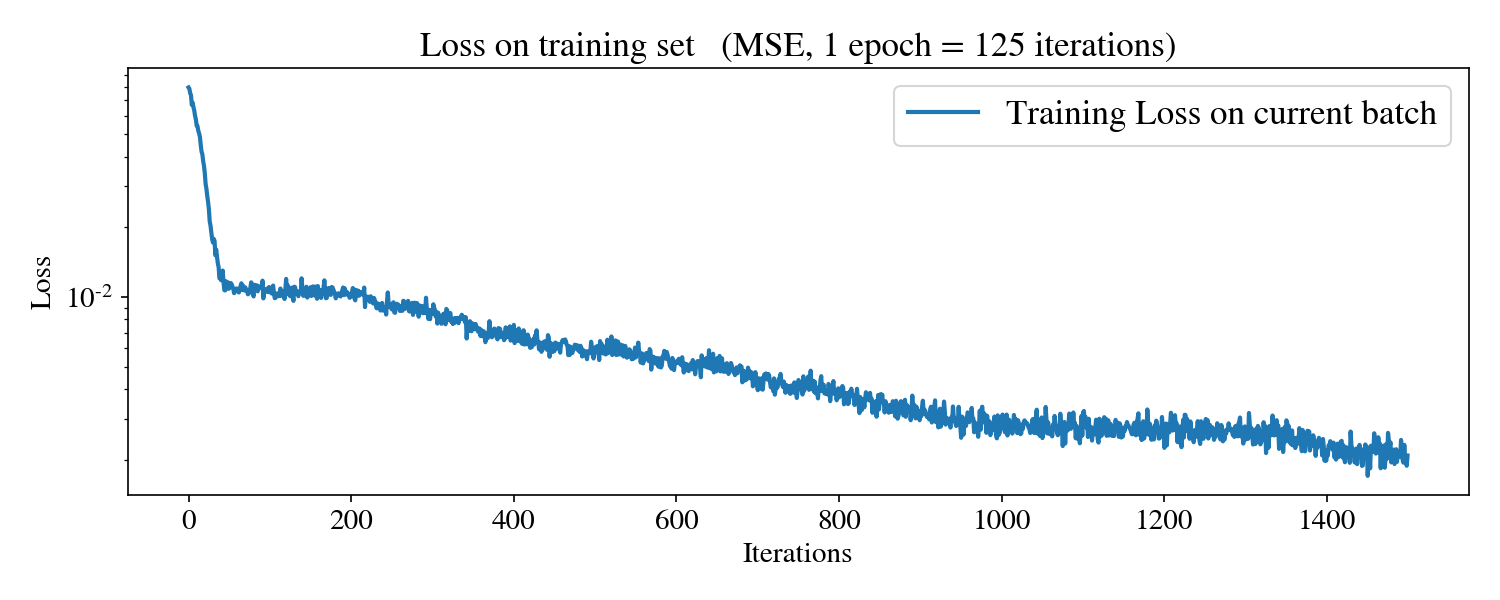 Loss on training set (MSE, 1 epoch = 125 iterations)
Training Loss on current batch
Loss
10-2
0 200 400 600 800 1000 1200 1400
Iterations